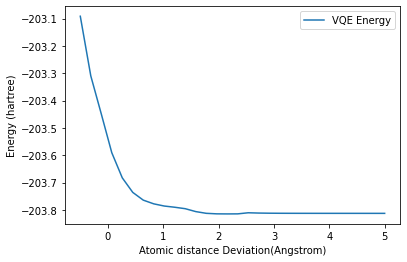 VQE Energy
Energy (hartree)
−203.1
−203.2
−203.3
−203.4
−203.5
−203.6
−203.7
−203.8
0 1 2 3 4 5
Atomic distance Deviation(Angstrom)